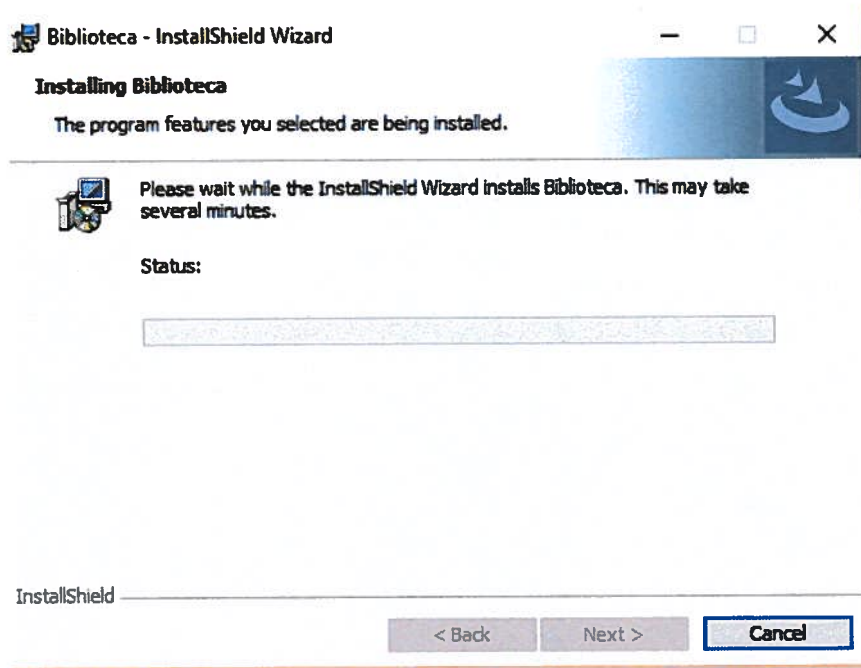 Biblioteca - InstallShield Wizard
Installing Biblioteca
The program features you selected are being installed.
Please wait while the InstallShield Wizard installs Biblioteca. This may take
several minutes.
Status:
InstallShield
< Back
Next >
Cancel